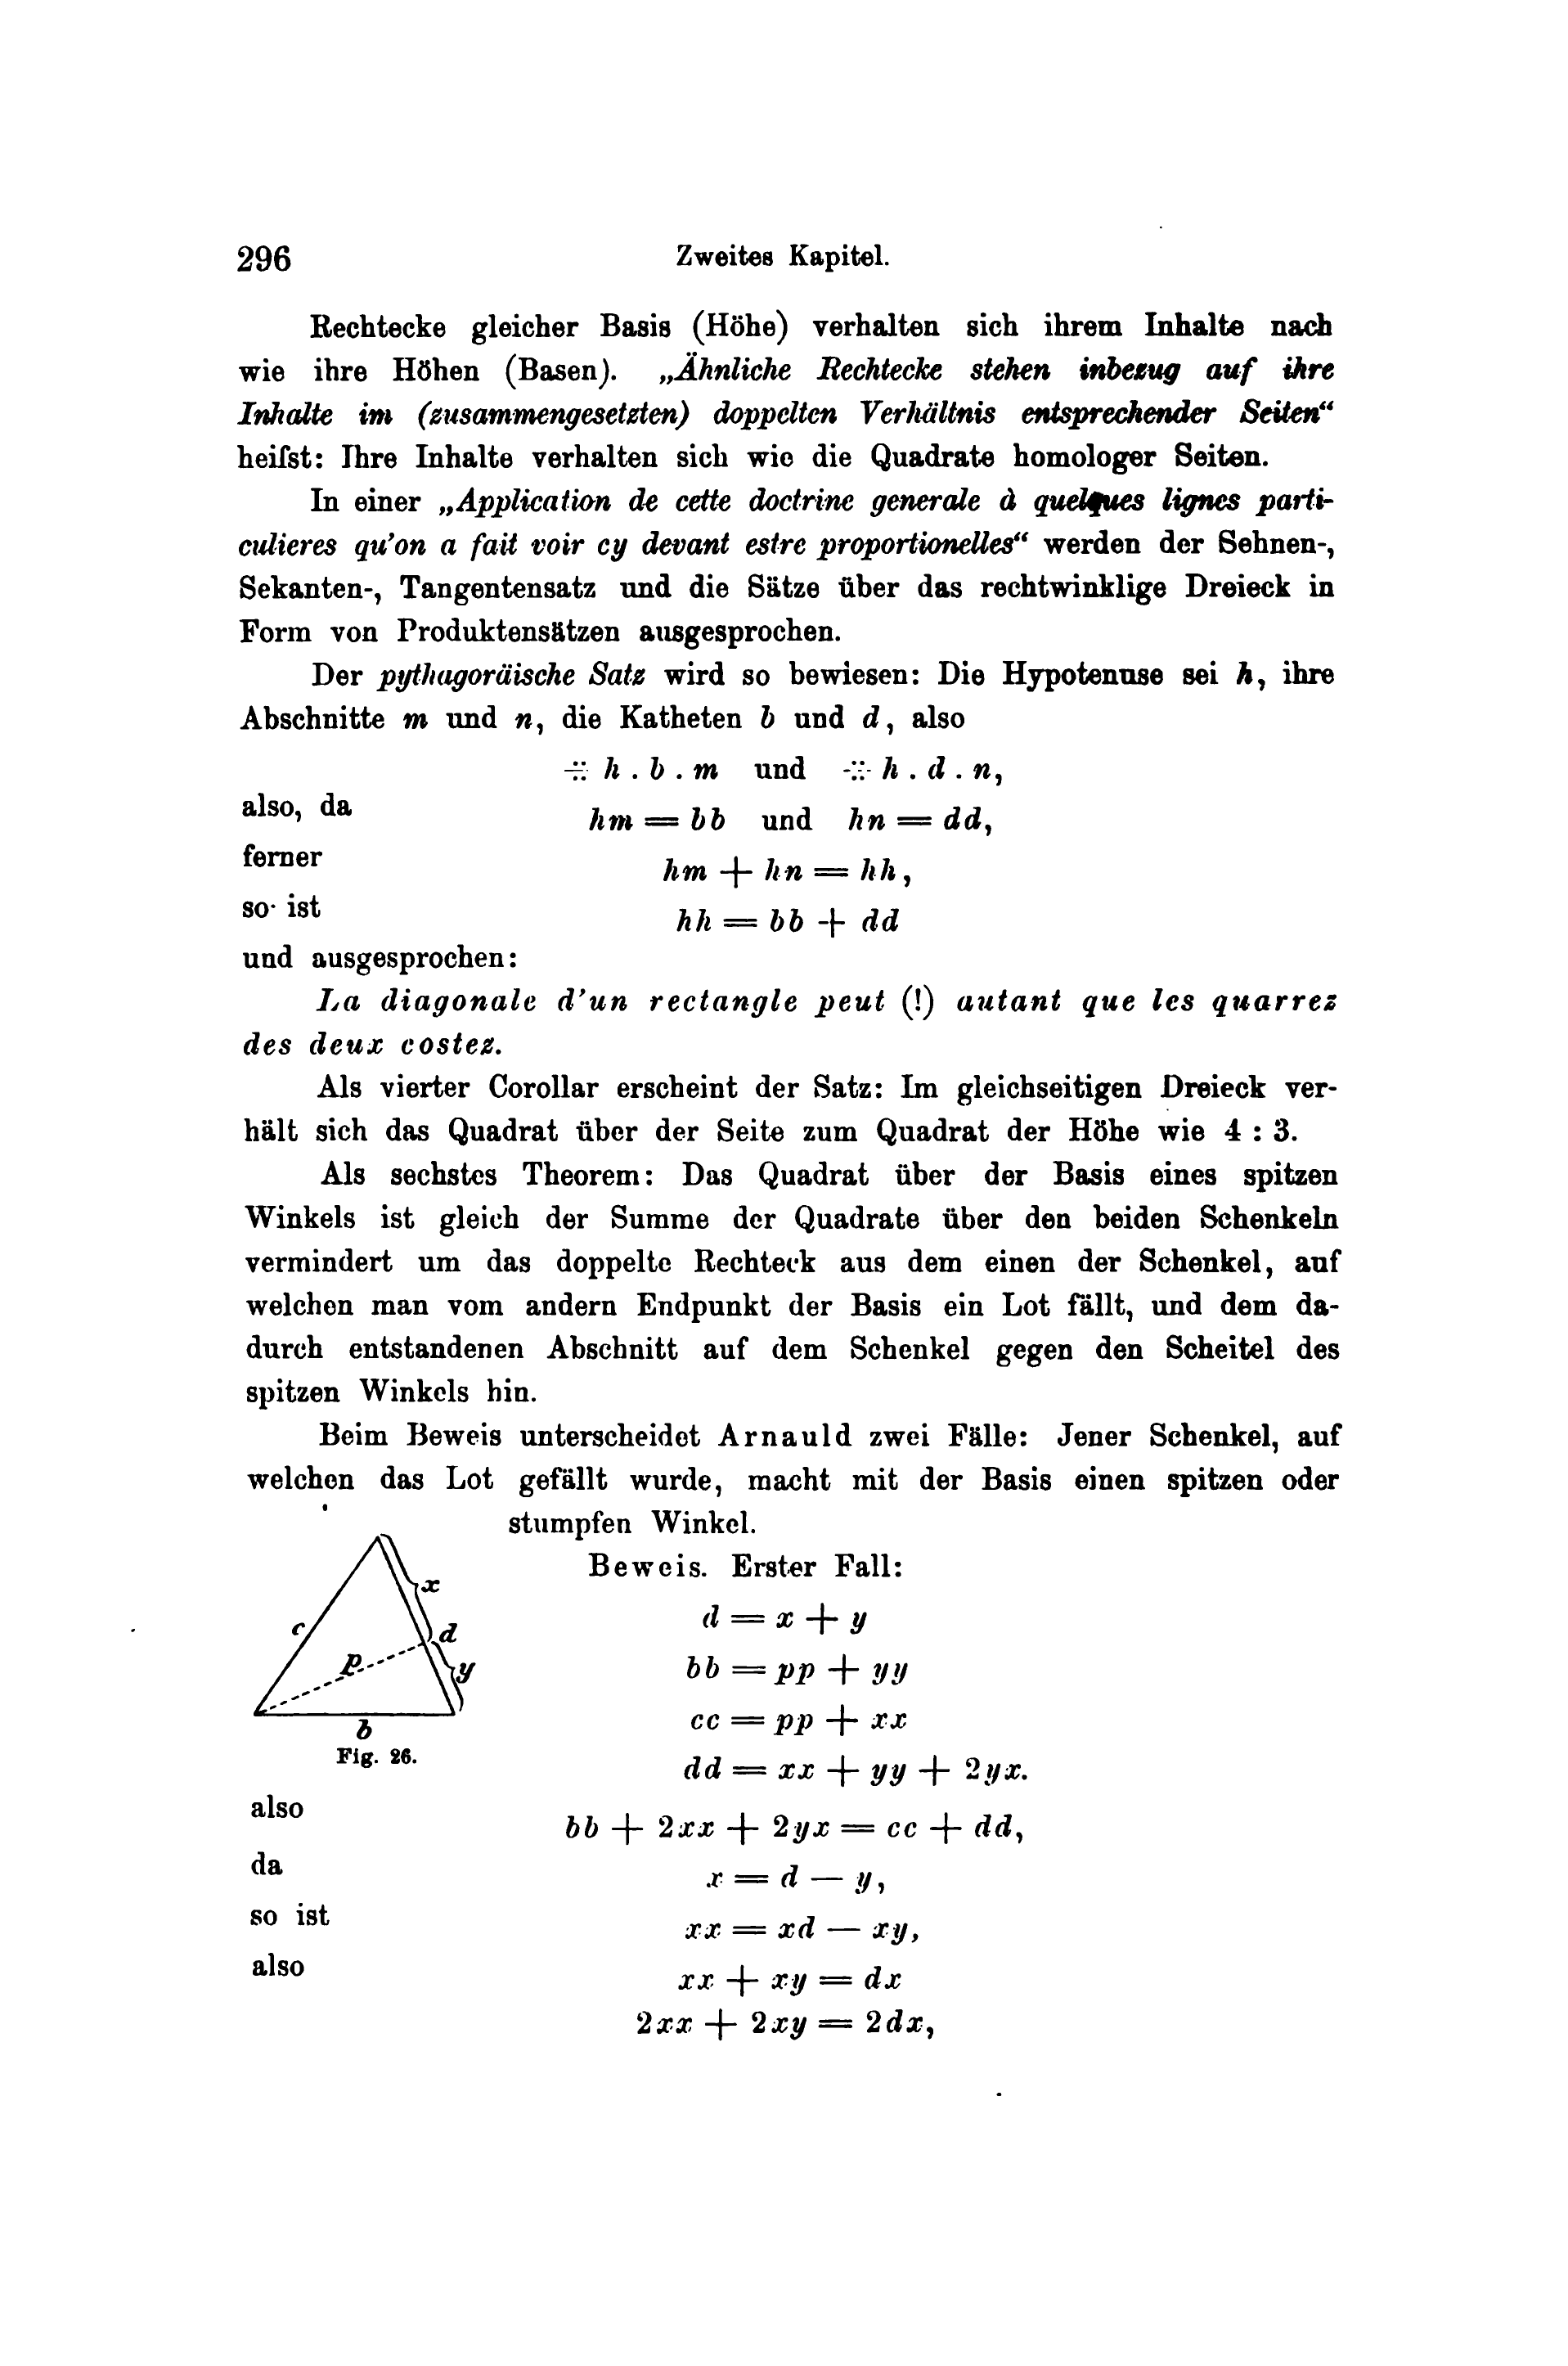 296 Zweites Kapitel.
Rechtecke gleicher Basis (Höhe) verhalten sich ihrem Inhalte nach
wie ihre Höhen (Basen). „Ähnliche Rechtecke stehen inbezug auf ihre
Inhalte im (zusammengesetzten) doppelten Verhältnis entsprechender Seiten“
heiſst: Ihre Inhalte verhalten sich wie die Quadrate homologer Seiten.
In einer „Application de cette doctrine generale à quelques lignes parti-
culieres qu'on a fait voir cy devant estre proportionelles“ werden der Sehnen-,
Sekanten-, Tangentensatz und die Sätze über das rechtwinklige Dreieck in
Form von Produktensätzen ausgesprochen.
Der pythagoräische Satz wird so bewiesen: Die Hypotenuse sei h, ihre
Abschnitte m und n, die Katheten b und d, also
∺ h . b . m und ∺ h . d . n,
also, da hm = bb und hn = dd,
ferner hm + hn = hh,
so ist hh = bb + dd
und ausgesprochen:
La diagonale d'un rectangle peut (!) autant que les quarrez
des deux costez.
Als vierter Corollar erscheint der Satz: Im gleichseitigen Dreieck ver-
hält sich das Quadrat über der Seite zum Quadrat der Höhe wie 4 : 3.
Als sechstes Theorem: Das Quadrat über der Basis eines spitzen
Winkels ist gleich der Summe der Quadrate über den beiden Schenkeln
vermindert um das doppelte Rechteck aus dem einen der Schenkel, auf
welchen man vom andern Endpunkt der Basis ein Lot fällt, und dem da-
durch entstandenen Abschnitt auf dem Schenkel gegen den Scheitel des
spitzen Winkels hin.
Beim Beweis unterscheidet Arnauld zwei Fälle: Jener Schenkel, auf
welchen das Lot gefällt wurde, macht mit der Basis einen spitzen oder
stumpfen Winkel.
Beweis. Erster Fall:
x
c
d
p
y
b
Fig. 26.
d = x + y
bb = pp + yy
cc = pp + xx
dd = xx + yy + 2yx.
also bb + 2xx + 2yx = cc + dd,
da x = d — y,
so ist xx = xd — xy,
also xx + xy = dx
2xx + 2xy = 2dx,